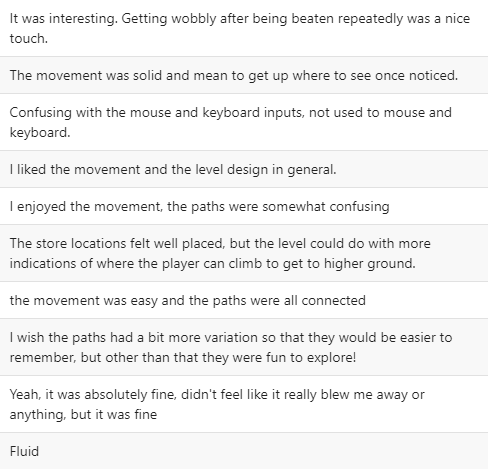 It was interesting. Getting wobbly after being beaten repeatedly was a nice
touch.
The movement was solid and mean to get up where to see once noticed.
Confusing with the mouse and keyboard inputs, not used to mouse and
keyboard.
I liked the movement and the level design in general.
I enjoyed the movement, the paths were somewhat confusing
The store locations felt well placed, but the level could do with more
indications of where the player can climb to get to higher ground.
the movement was easy and the paths were all connected
I wish the paths had a bit more variation so that they would be easier to
remember, but other than that they were fun to explore!
Yeah, it was absolutely fine, didn't feel like it really blew me away or
anything, but it was fine
Fluid